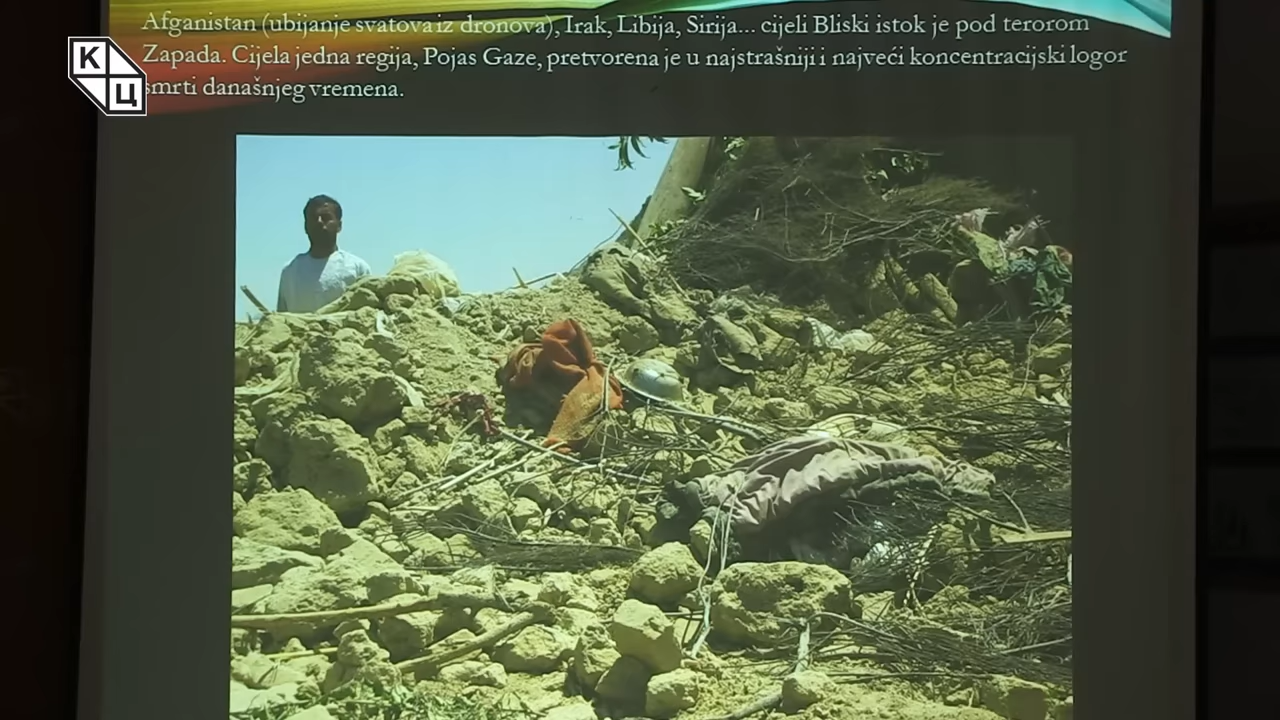 Afganistan (ubijanje svatova iz dronova), Irak, Libija, Sirija... cijeli Bliski istok je pod terorom
Zapada. Cijela jedna regija, Pojas Gaze, pretvorena je u najstrašniji i najveći koncentracijski logor
smrti današnjeg vremena.
К
Ц